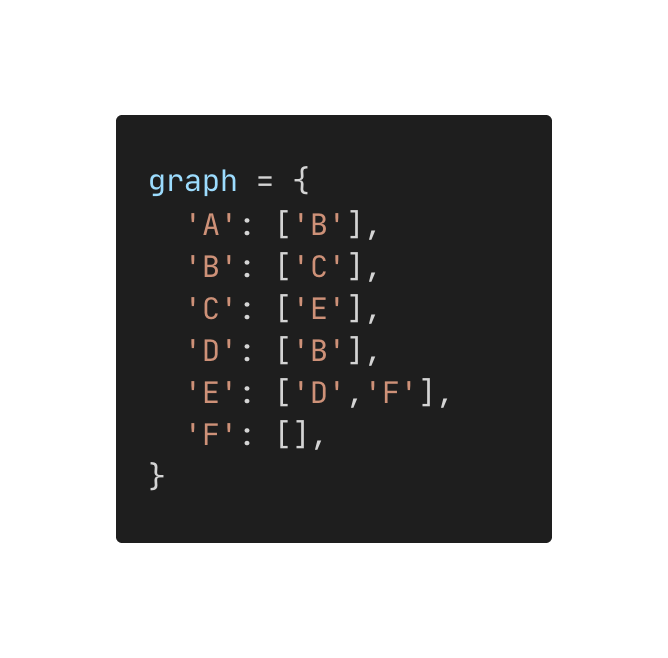 graph = {
  'A': ['B'],
  'B': ['C'],
  'C': ['E'],
  'D': ['B'],
  'E': ['D','F'],
  'F': [],
}